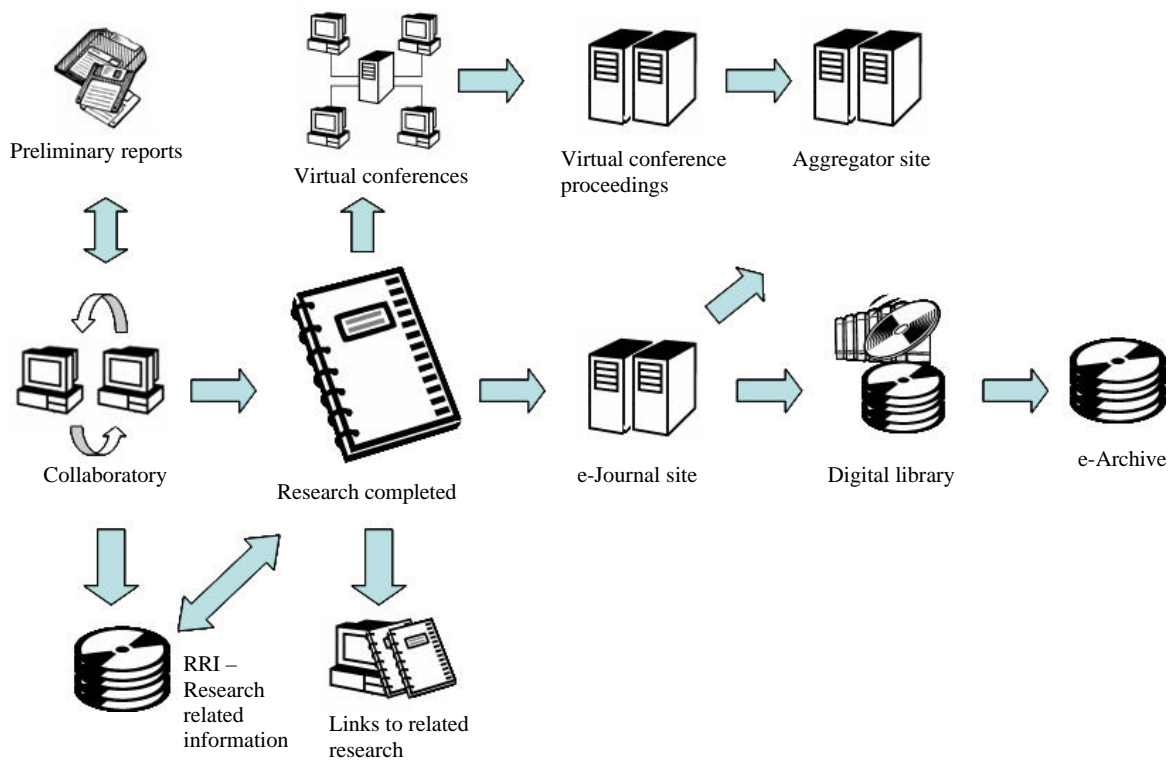 Preliminary reports
Virtual conferences
Virtual conference
proceedings
Aggregator site
Collaboratory
Research completed
e-Journal site
Digital library
e-Archive
RRI –
Research
related
information
Links to related
research